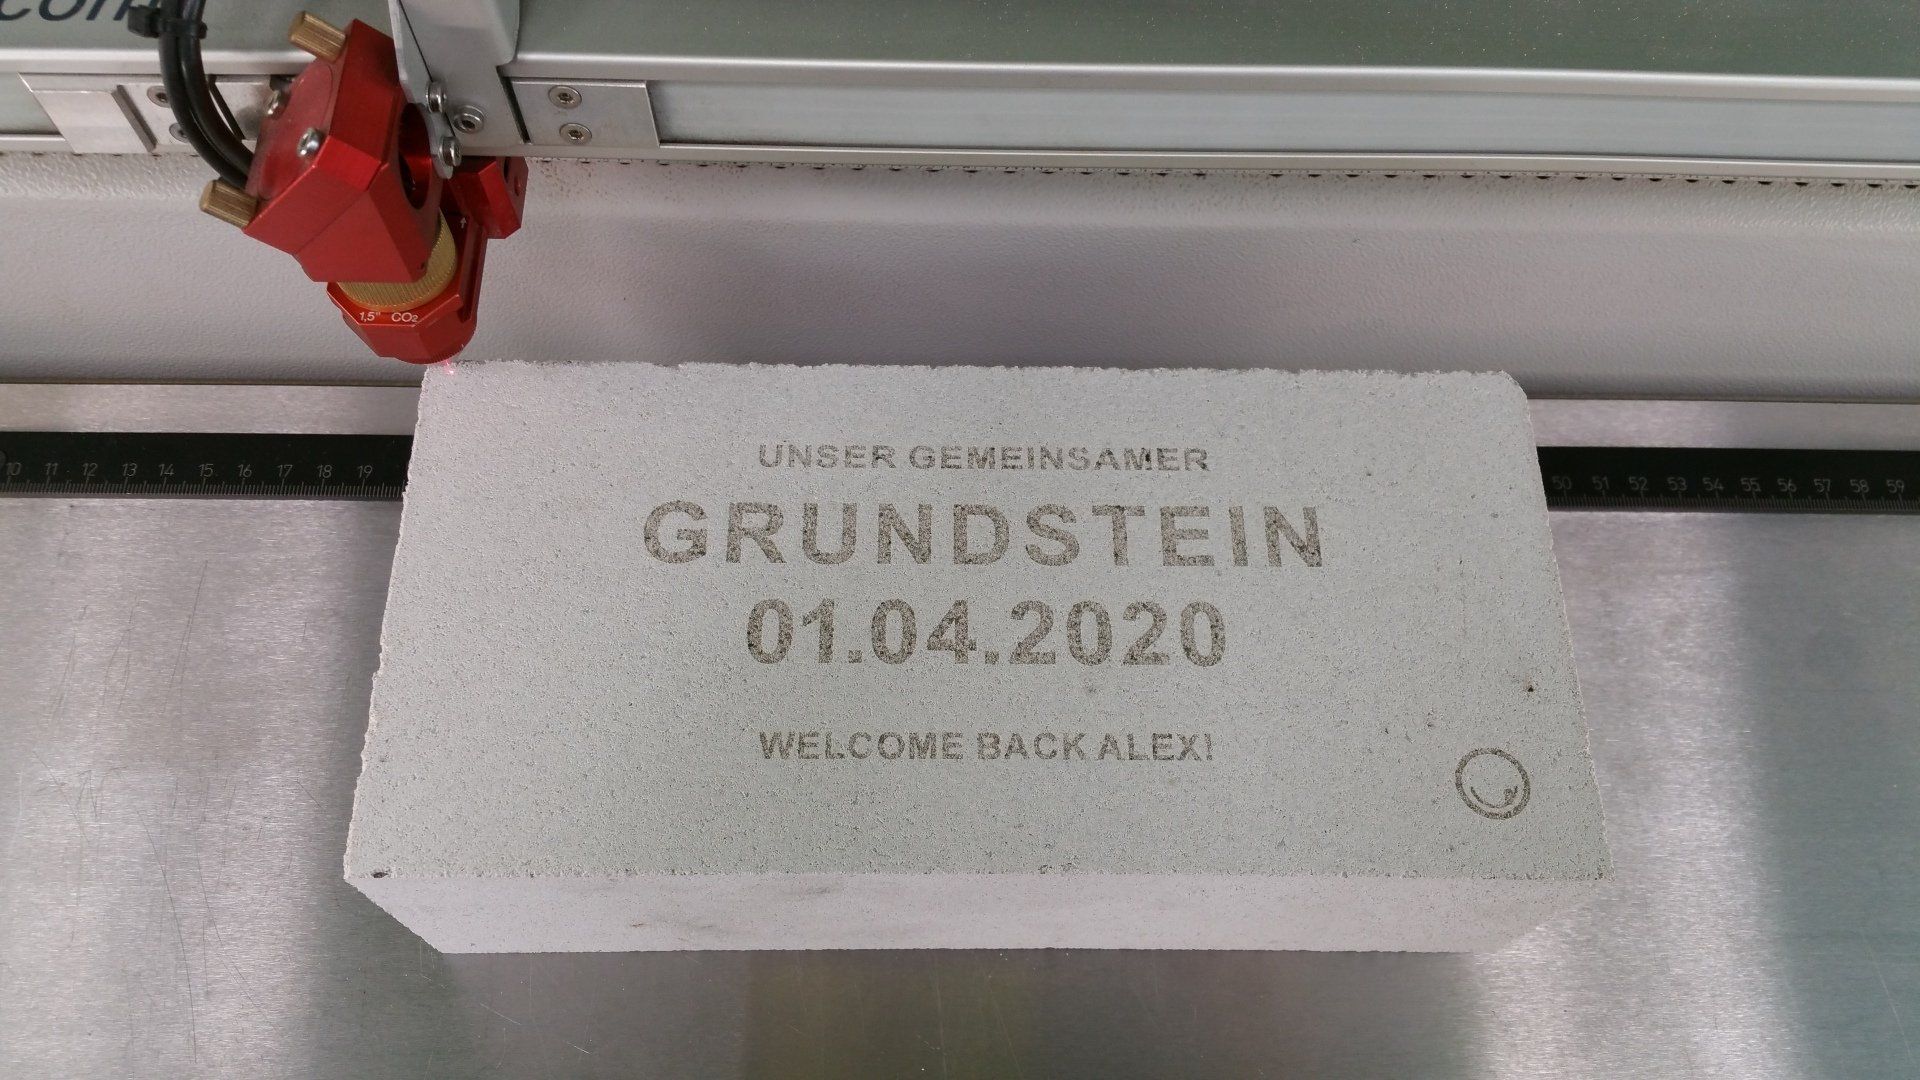 1,5" CO₂
10 11 12 13 14 15 16 17 18 19
50 51 52 53 54 55 56 57 58 59
UNSER GEMEINSAMER
GRUNDSTEIN
01.04.2020
WELCOME BACK ALEX!